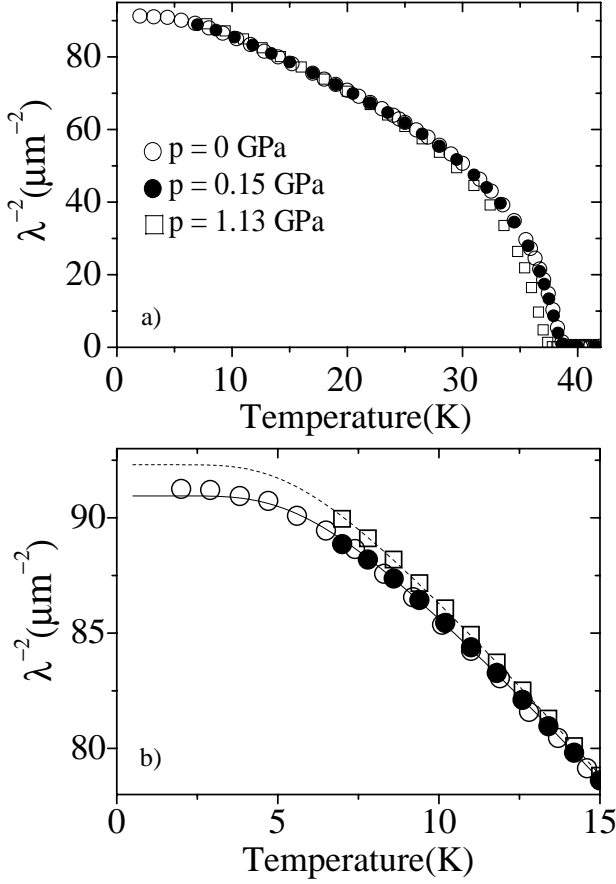 80
60
40
20
0
λ⁻²(μm⁻²)
p = 0 GPa
p = 0.15 GPa
p = 1.13 GPa
a)
0 10 20 30 40
Temperature(K)
90
85
80
λ⁻²(μm⁻²)
b)
0 5 10 15
Temperature(K)